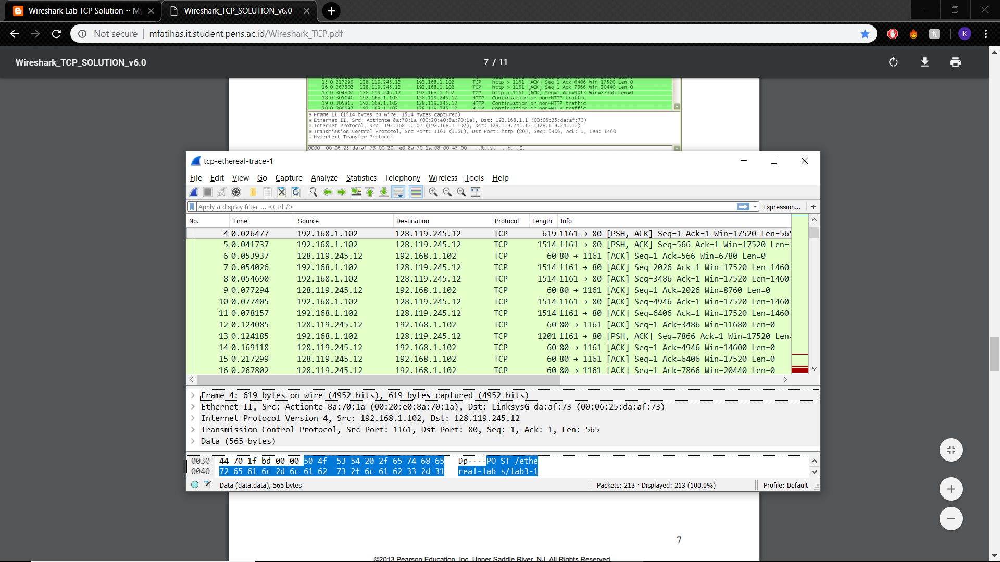 Wireshark Lab TCP Solution ~ My
Wireshark_TCP_SOLUTION_v6.0
Not secure
mfatihas.it.student.pens.ac.id/Wireshark_TCP.pdf
K
Wireshark_TCP_SOLUTION_v6.0
7 / 11
15 0.217299 128.119.245.12 192.168.1.102 TCP http > 1161 [ACK] Seq=1 Ack=6406 Win=17520 Len=0
16 0.267802 128.119.245.12 192.168.1.102 TCP http > 1161 [ACK] Seq=1 Ack=7866 Win=20440 Len=0
17 0.304807 128.119.245.12 192.168.1.102 TCP http > 1161 [ACK] Seq=1 Ack=9013 Win=23360 Len=0
18 0.305040 192.168.1.102 128.119.245.12 HTTP Continuation or non-HTTP traffic
19 0.305813 192.168.1.102 128.119.245.12 HTTP Continuation or non-HTTP traffic
20 0.306692 192.168.1.102 128.119.245.12 HTTP Continuation or non-HTTP traffic
Frame 11 (1514 bytes on wire, 1514 bytes captured)
Ethernet II, Src: Actionte_8a:70:1a (00:20:e0:8a:70:1a), Dst: 192.168.1.1 (00:06:25:da:af:73)
Internet Protocol, Src: 192.168.1.102 (192.168.1.102), Dst: 128.119.245.12 (128.119.245.12)
Transmission Control Protocol, Src Port: 1161 (1161), Dst Port: http (80), Seq: 6406, Ack: 1, Len: 1460
Hypertext Transfer Protocol
0000 00 06 25 da af 73 00 20 e0 8a 70 1a 08 00 45 00 ..%..s. ..p...E.
tcp-ethereal-trace-1
File Edit View Go Capture Analyze Statistics Telephony Wireless Tools Help
Apply a display filter ... <Ctrl-/>
Expression... +
No. Time Source Destination Protocol Length Info
4 0.026477 192.168.1.102 128.119.245.12 TCP 619 1161 → 80 [PSH, ACK] Seq=1 Ack=1 Win=17520 Len=565
5 0.041737 192.168.1.102 128.119.245.12 TCP 1514 1161 → 80 [PSH, ACK] Seq=566 Ack=1 Win=17520 Len=1
6 0.053937 128.119.245.12 192.168.1.102 TCP 60 80 → 1161 [ACK] Seq=1 Ack=566 Win=6780 Len=0
7 0.054026 192.168.1.102 128.119.245.12 TCP 1514 1161 → 80 [ACK] Seq=2026 Ack=1 Win=17520 Len=1460
8 0.054690 192.168.1.102 128.119.245.12 TCP 1514 1161 → 80 [ACK] Seq=3486 Ack=1 Win=17520 Len=1460
9 0.077294 128.119.245.12 192.168.1.102 TCP 60 80 → 1161 [ACK] Seq=1 Ack=2026 Win=8760 Len=0
10 0.077405 192.168.1.102 128.119.245.12 TCP 1514 1161 → 80 [ACK] Seq=4946 Ack=1 Win=17520 Len=1460
11 0.078157 192.168.1.102 128.119.245.12 TCP 1514 1161 → 80 [ACK] Seq=6406 Ack=1 Win=17520 Len=1460
12 0.124085 128.119.245.12 192.168.1.102 TCP 60 80 → 1161 [ACK] Seq=1 Ack=3486 Win=11680 Len=0
13 0.124185 192.168.1.102 128.119.245.12 TCP 1201 1161 → 80 [PSH, ACK] Seq=7866 Ack=1 Win=17520 Len=
14 0.169118 128.119.245.12 192.168.1.102 TCP 60 80 → 1161 [ACK] Seq=1 Ack=4946 Win=14600 Len=0
15 0.217299 128.119.245.12 192.168.1.102 TCP 60 80 → 1161 [ACK] Seq=1 Ack=6406 Win=17520 Len=0
16 0.267802 128.119.245.12 192.168.1.102 TCP 60 80 → 1161 [ACK] Seq=1 Ack=7866 Win=20440 Len=0
Frame 4: 619 bytes on wire (4952 bits), 619 bytes captured (4952 bits)
Ethernet II, Src: Actionte_8a:70:1a (00:20:e0:8a:70:1a), Dst: LinksysG_da:af:73 (00:06:25:da:af:73)
Internet Protocol Version 4, Src: 192.168.1.102, Dst: 128.119.245.12
Transmission Control Protocol, Src Port: 1161, Dst Port: 80, Seq: 1, Ack: 1, Len: 565
Data (565 bytes)
0030 44 70 1f bd 00 00 50 4f 53 54 20 2f 65 74 68 65 Dp····PO ST /ethe
0040 72 65 61 6c 2d 6c 61 62 73 2f 6c 61 62 33 2d 31 real-lab s/lab3-1
Data (data.data), 565 bytes
Packets: 213 · Displayed: 213 (100.0%)
Profile: Default
7
©2013 Pearson Education, Inc. Upper Saddle River, NJ. All Rights Reserved.